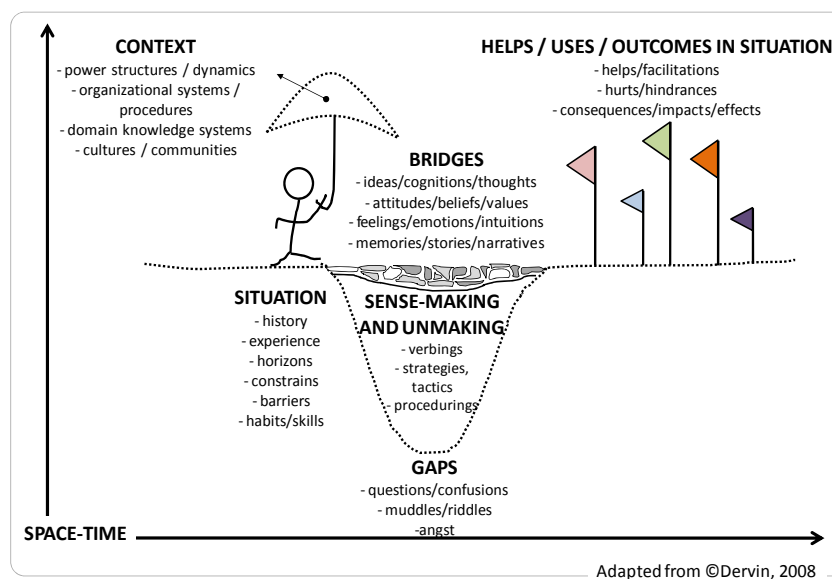 CONTEXT
- power structures / dynamics
- organizational systems /
procedures
- domain knowledge systems
- cultures / communities
HELPS / USES / OUTCOMES IN SITUATION
- helps/facilitations
- hurts/hindrances
- consequences/impacts/effects
BRIDGES
- ideas/cognitions/thoughts
- attitudes/beliefs/values
- feelings/emotions/intuitions
- memories/stories/narratives
SITUATION
- history
- experience
- horizons
- constrains
- barriers
- habits/skills
SENSE-MAKING
AND UNMAKING
- verbings
- strategies,
tactics
- procedurings
GAPS
- questions/confusions
- muddles/riddles
-angst
SPACE-TIME
Adapted from ©Dervin, 2008